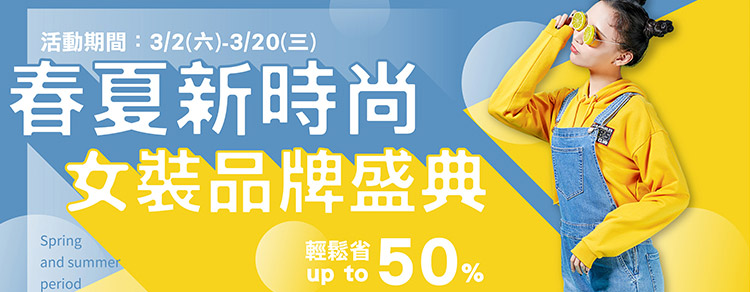 活動期間：3/2(六)-3/20(三)
春夏新時尚
女裝品牌盛典
Spring
and summer
period
輕鬆省
up to 50%